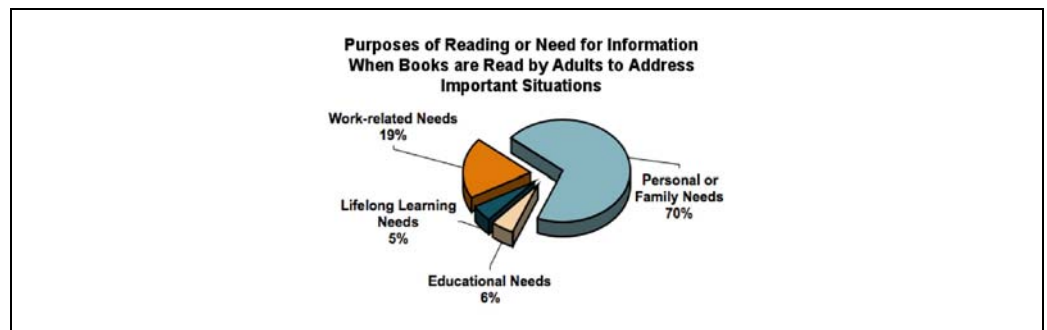 Purposes of Reading or Need for Information
When Books are Read by Adults to Address
Important Situations
Work-related Needs
19%
Personal or
Family Needs
70%
Lifelong Learning
Needs
5%
Educational Needs
6%